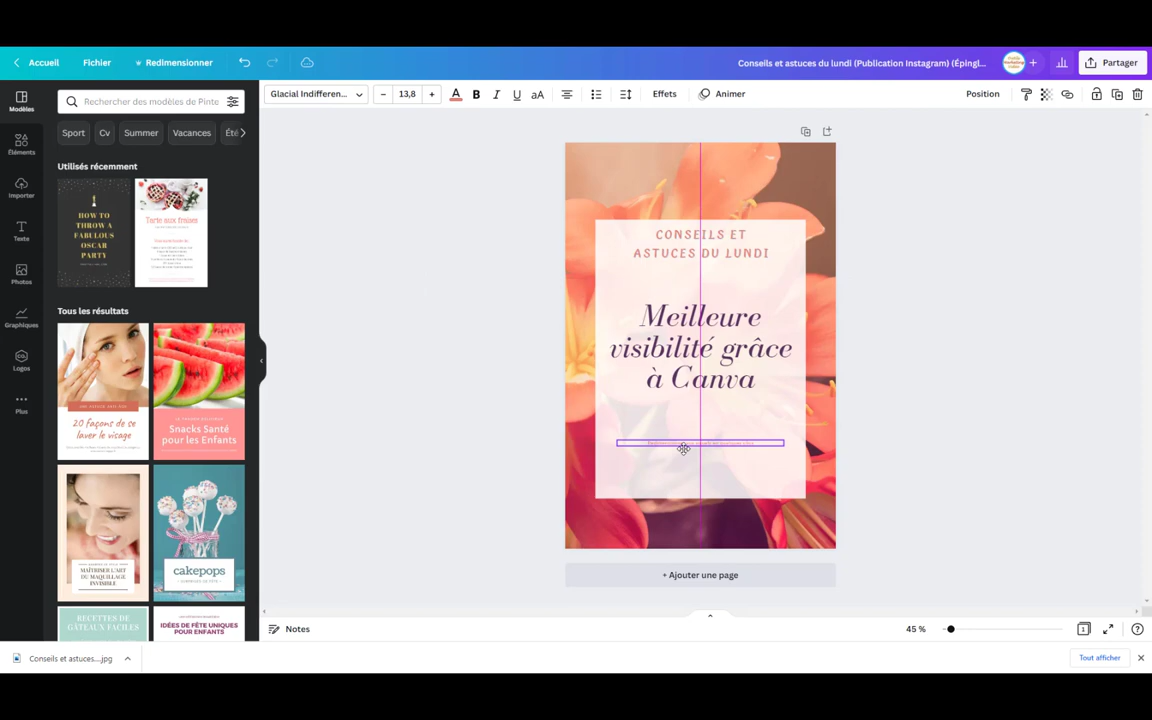 Accueil
Fichier
Redimensionner
Conseils et astuces du lundi (Publication Instagram) (Épingl...
Partager
Modèles
Rechercher des modèles de Pinte
Glacial Indifferen...
13,8
A
B
I
U
aA
Effets
Animer
Position
Sport
Cv
Summer
Vacances
Été
Éléments
Importer
Texte
Photos
Graphiques
Logos
Plus
Utilisés récemment
HOW TO
THROW A
FABULOUS
OSCAR
PARTY
Tarte aux fraises
Tous les résultats
20 façons de se
laver le visage
Snacks Santé
pour les Enfants
MAÎTRISER L'ART
DU MAQUILLAGE
INVISIBLE
cakepops
RECETTES DE
GÂTEAUX FACILES
IDÉES DE FÊTE UNIQUES
POUR ENFANTS
CONSEILS ET
ASTUCES DU LUNDI
Meilleure
visibilité grâce
à Canva
+ Ajouter une page
Notes
45 %
1
Conseils et astuces....jpg
Tout afficher